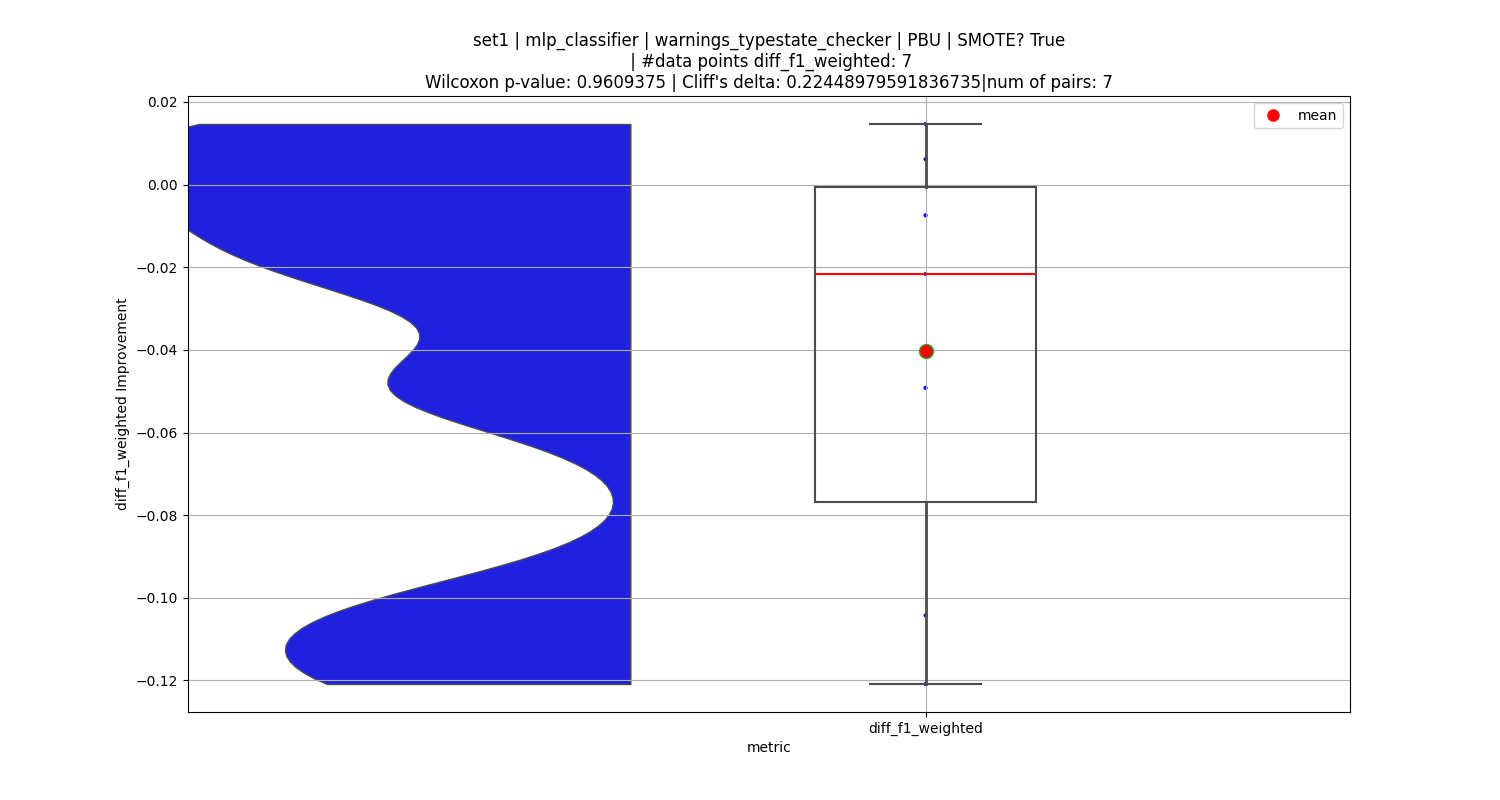 set1 | mlp_classifier | warnings_typestate_checker | PBU | SMOTE? True
| #data points diff_f1_weighted: 7
Wilcoxon p-value: 0.9609375 | Cliff's delta: 0.22448979591836735|num of pairs: 7
mean
0.02
0.00
−0.02
−0.04
−0.06
−0.08
−0.10
−0.12
diff_f1_weighted Improvement
diff_f1_weighted
metric